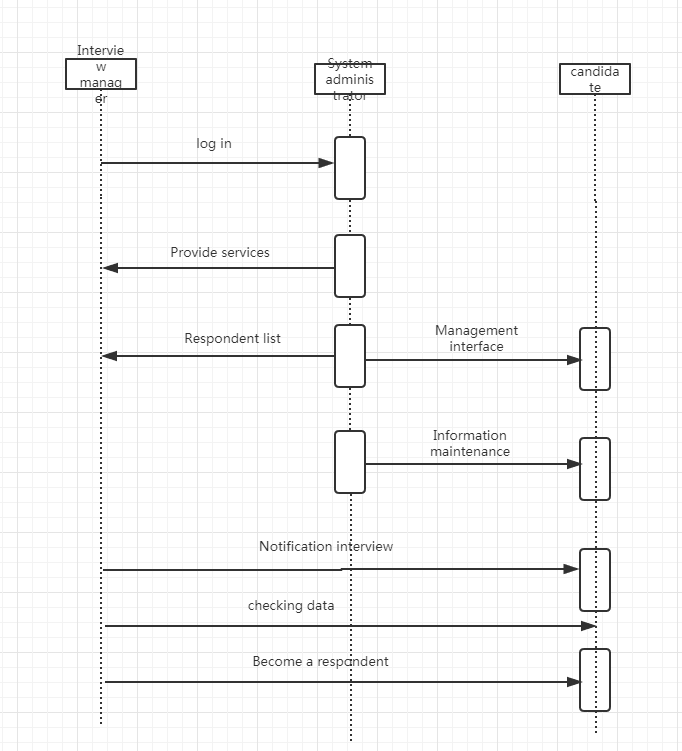 Intervie
w
manag
er
System
adminis
trator
candida
te
log in
Provide services
Respondent list
Management
interface
Information
maintenance
Notification interview
checking data
Become a respondent